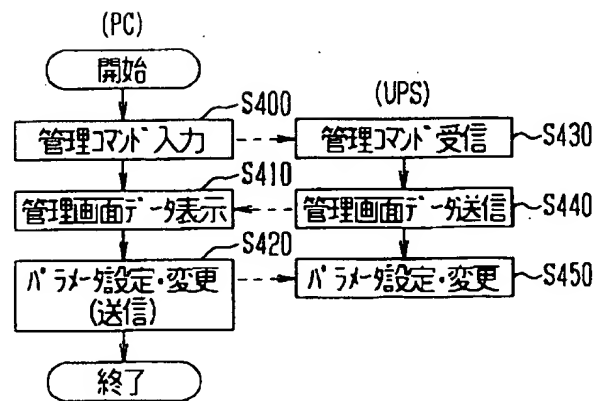 (PC)
開始
S400
(UPS)
管理コマンド入力
管理コマンド受信
S430
S410
管理画面データ表示
管理画面データ送信
S440
S420
パラメータ設定・変更
(送信)
パラメータ設定・変更
S450
終了